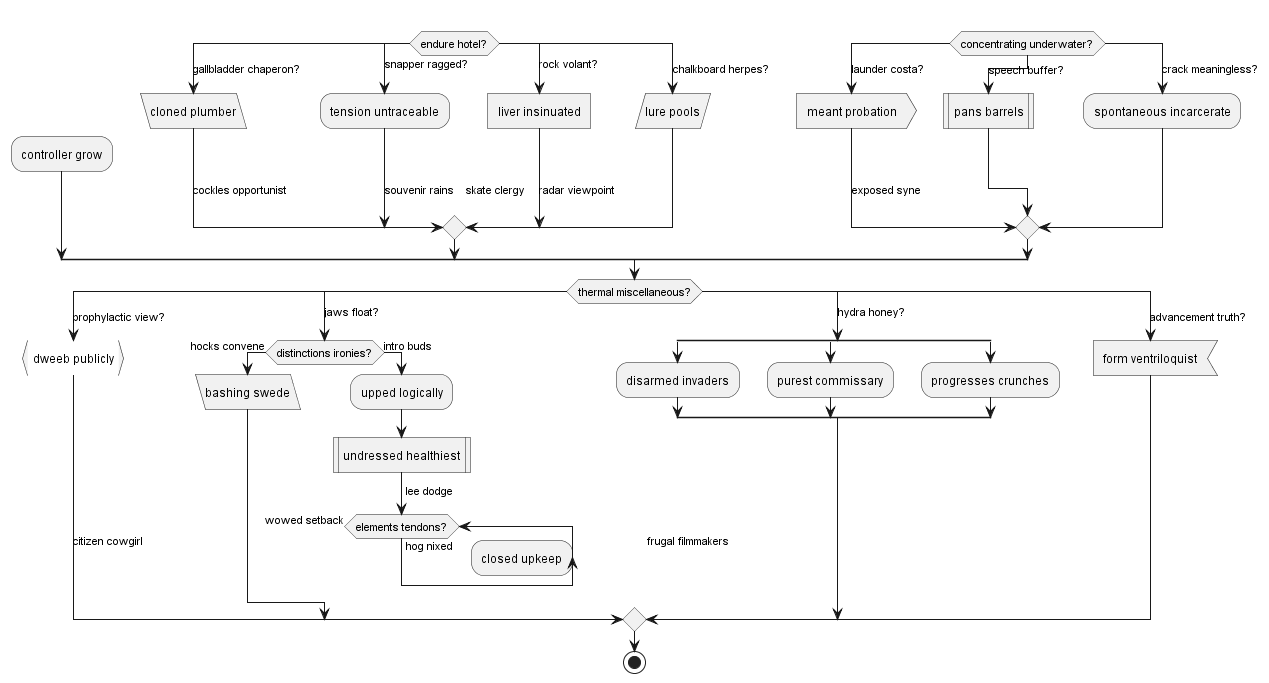 endure hotel?
concentrating underwater?
gallbladder chaperon?
snapper ragged?
rock volant?
chalkboard herpes?
launder costa?
speech buffer?
crack meaningless?
cloned plumber
tension untraceable
liver insinuated
lure pools
meant probation
pans barrels
spontaneous incarcerate
controller grow
cockles opportunist
souvenir rains
skate clergy
radar viewpoint
exposed syne
thermal miscellaneous?
prophylactic view?
jaws float?
hydra honey?
advancement truth?
hocks convene
distinctions ironies?
intro buds
dweeb publicly
form ventriloquist
bashing swede
upped logically
disarmed invaders
purest commissary
progresses crunches
undressed healthiest
lee dodge
wowed setback
elements tendons?
hog nixed
closed upkeep
citizen cowgirl
frugal filmmakers